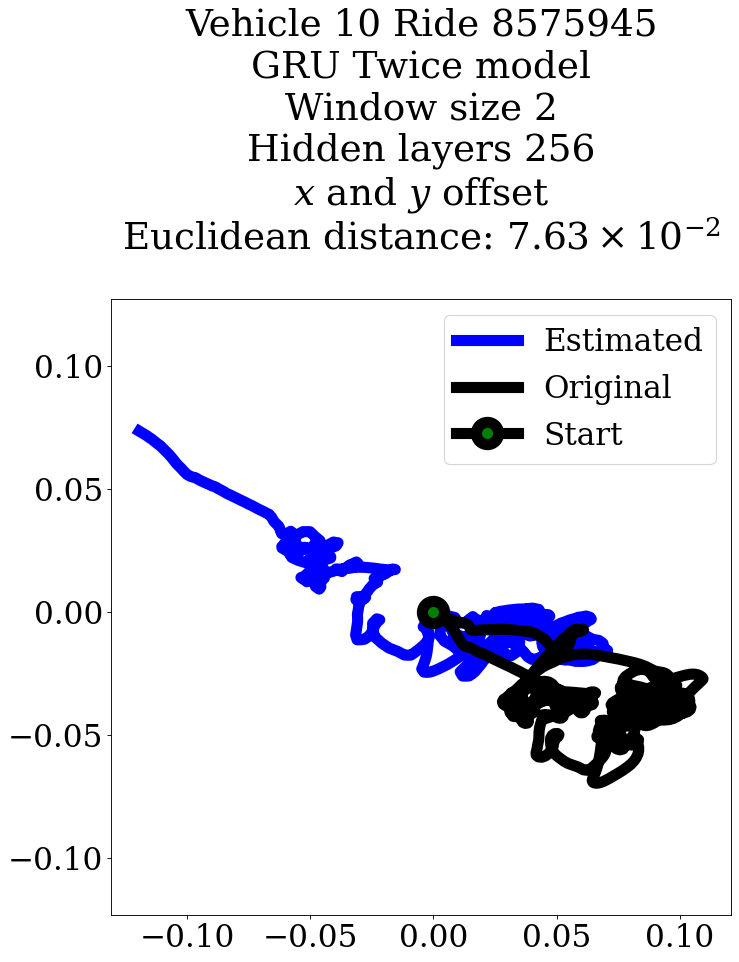 Vehicle 10 Ride 8575945
GRU Twice model
Window size 2
Hidden layers 256
x and y offset
Euclidean distance: 7.63 × 10⁻²
Estimated
Original
Start
0.10
0.05
0.00
−0.05
−0.10
−0.10 −0.05 0.00 0.05 0.10